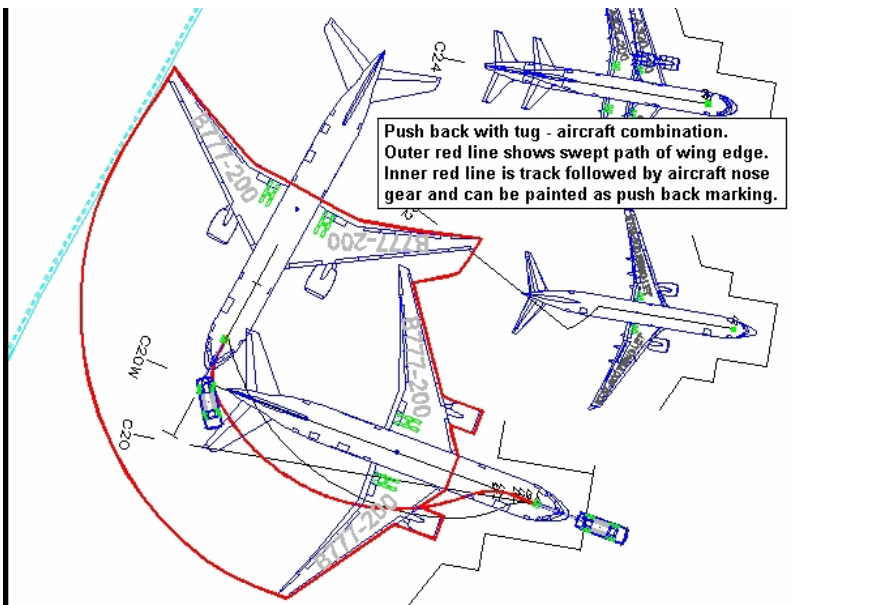 C24
Push back with tug - aircraft combination.
Outer red line shows swept path of wing edge.
Inner red line is track followed by aircraft nose
gear and can be painted as push back marking.
B777-200
B777-200
C20W
B777-200
C20
B777-200